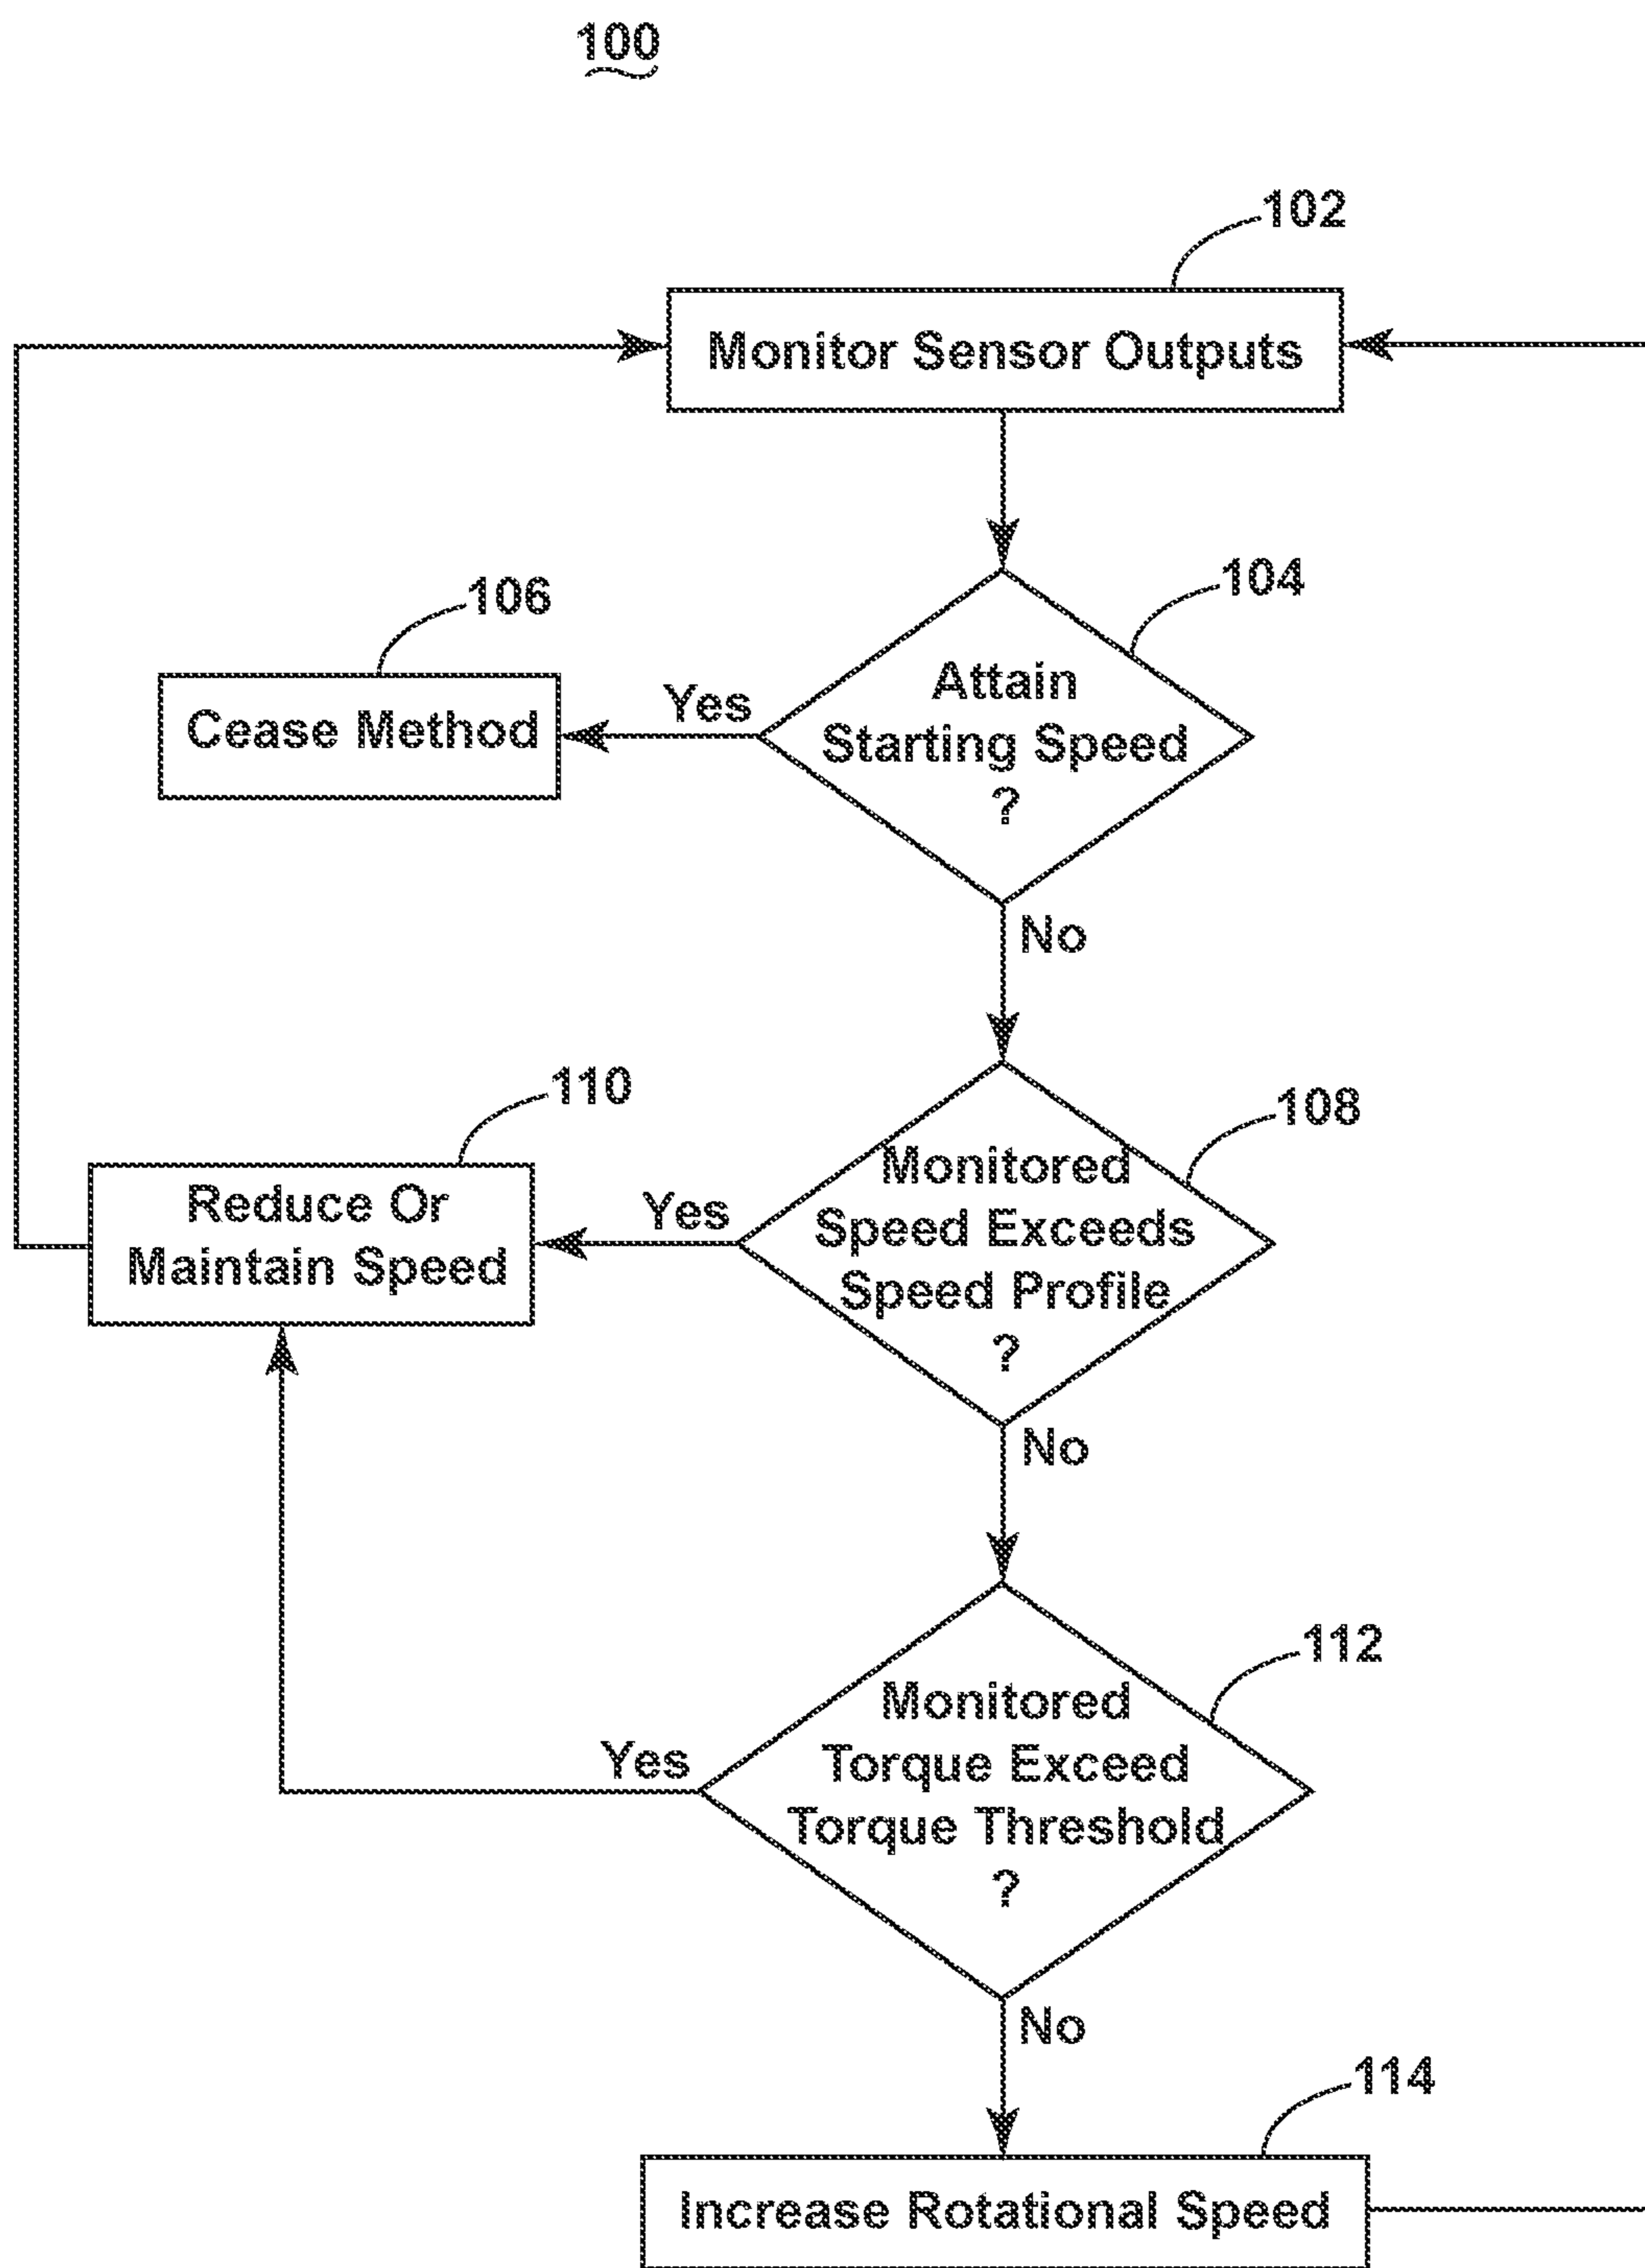 100
102
Monitor Sensor Outputs
104
106
Attain
Starting Speed
?
Yes
Cease Method
No
110
108
Monitored
Speed Exceeds
Speed Profile
?
Yes
Reduce Or
Maintain Speed
No
112
Monitored
Torque Exceed
Torque Threshold
?
Yes
No
114
Increase Rotational Speed